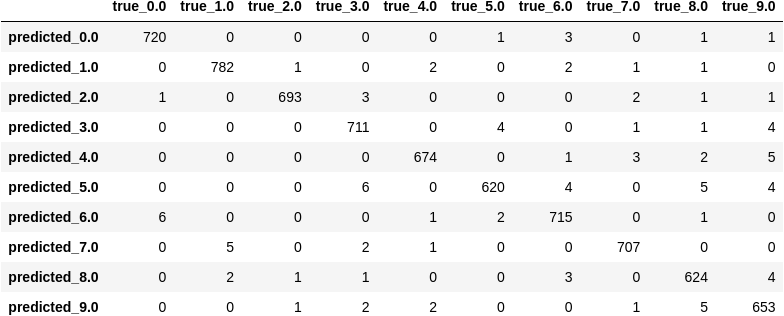 true_0.0 true_1.0 true_2.0 true_3.0 true_4.0 true_5.0 true_6.0 true_7.0 true_8.0 true_9.0
predicted_0.0 720 0 0 0 0 1 3 0 1 1
predicted_1.0 0 782 1 0 2 0 2 1 1 0
predicted_2.0 1 0 693 3 0 0 0 2 1 1
predicted_3.0 0 0 0 711 0 4 0 1 1 4
predicted_4.0 0 0 0 0 674 0 1 3 2 5
predicted_5.0 0 0 0 6 0 620 4 0 5 4
predicted_6.0 6 0 0 0 1 2 715 0 1 0
predicted_7.0 0 5 0 2 1 0 0 707 0 0
predicted_8.0 0 2 1 1 0 0 3 0 624 4
predicted_9.0 0 0 1 2 2 0 0 1 5 653